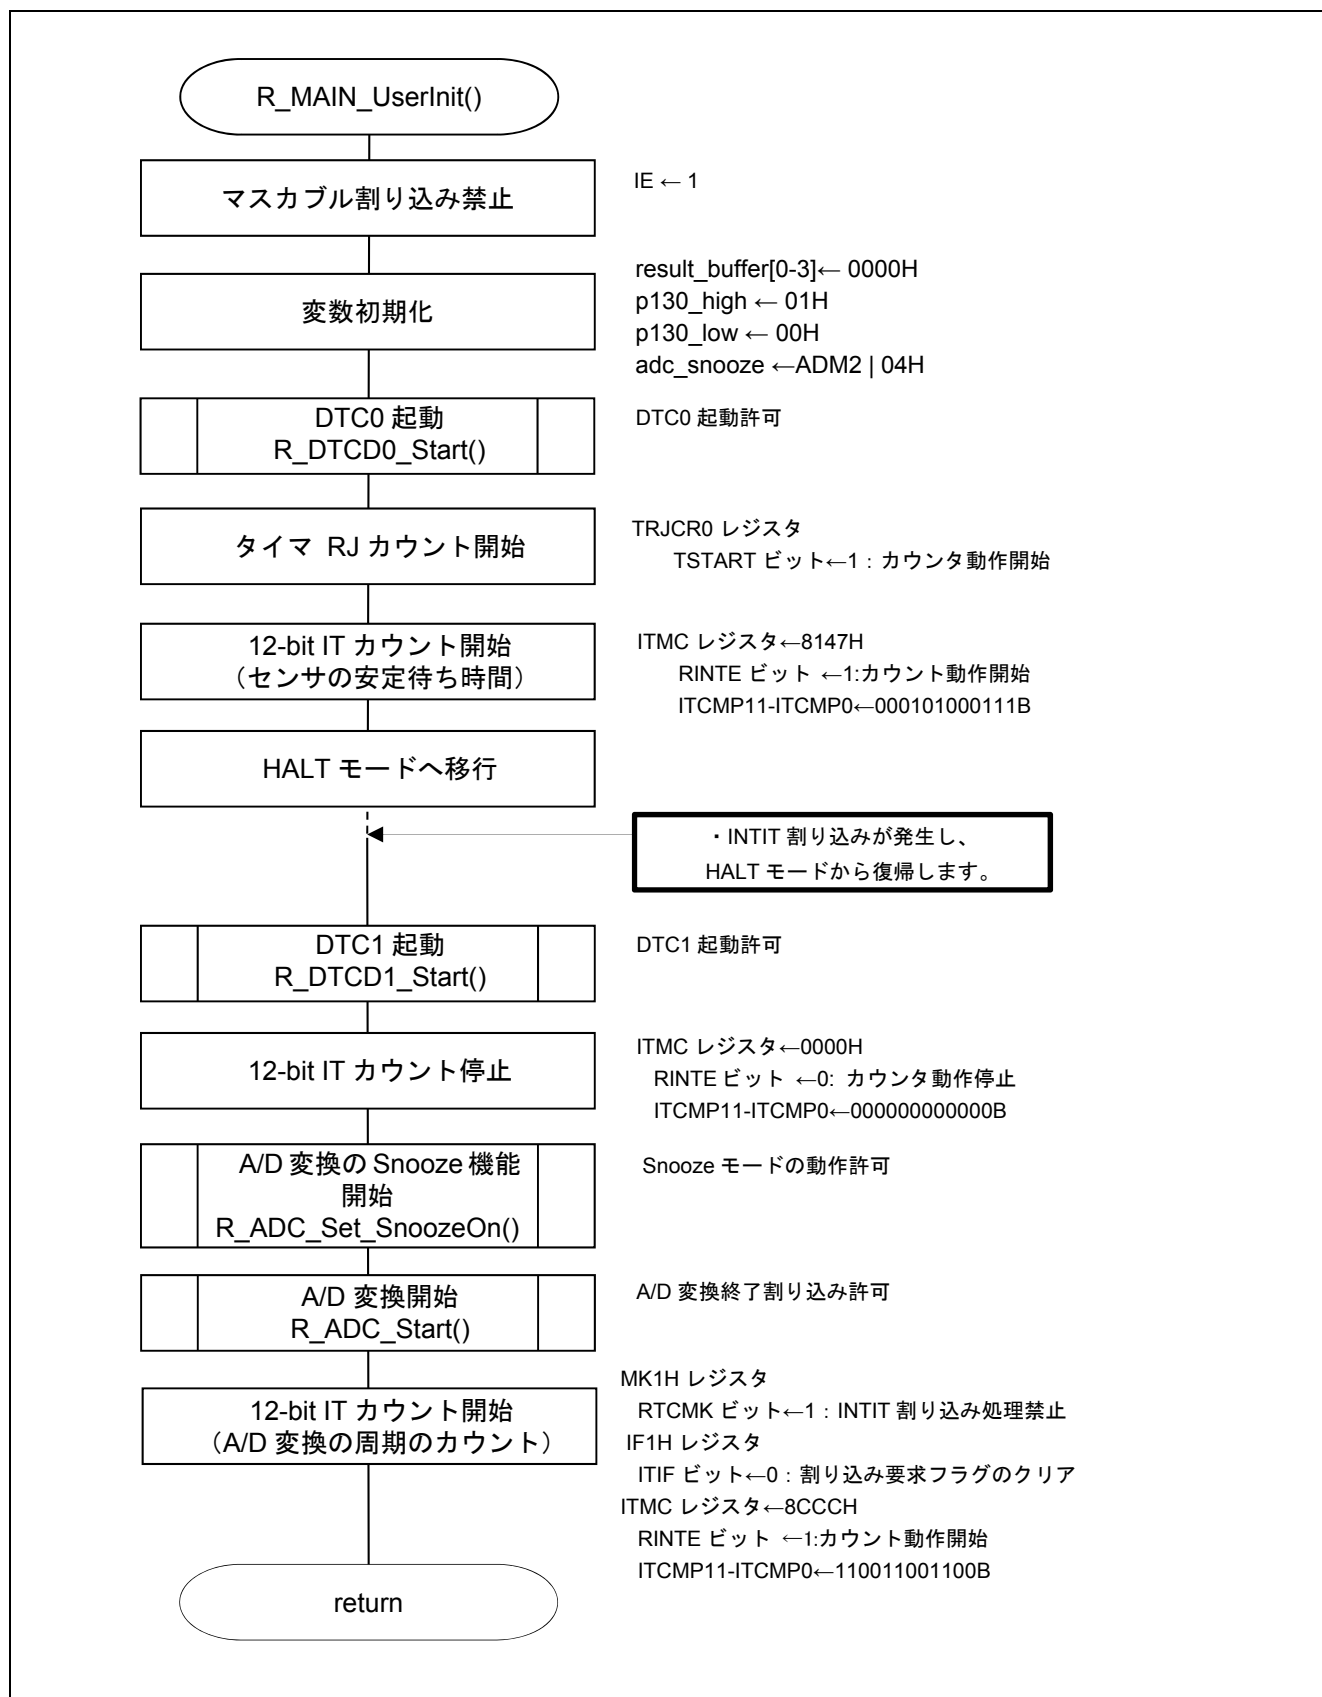 R_MAIN_UserInit()
マスカブル割り込み禁止
IE ← 1
変数初期化
result_buffer[0-3]← 0000H
p130_high ← 01H
p130_low ← 00H
adc_snooze ←ADM2 | 04H
DTC0 起動
R_DTCD0_Start()
DTC0 起動許可
タイマ RJ カウント開始
TRJCR0 レジスタ
TSTART ビット←1：カウンタ動作開始
12-bit IT カウント開始
（センサの安定待ち時間）
ITMC レジスタ←8147H
RINTE ビット ←1:カウント動作開始
ITCMP11-ITCMP0←000101000111B
HALT モードへ移行
・INTIT 割り込みが発生し、
HALT モードから復帰します。
DTC1 起動
R_DTCD1_Start()
DTC1 起動許可
12-bit IT カウント停止
ITMC レジスタ←0000H
RINTE ビット ←0: カウンタ動作停止
ITCMP11-ITCMP0←000000000000B
A/D 変換の Snooze 機能
開始
R_ADC_Set_SnoozeOn()
Snooze モードの動作許可
A/D 変換開始
R_ADC_Start()
A/D 変換終了割り込み許可
12-bit IT カウント開始
（A/D 変換の周期のカウント）
MK1H レジスタ
RTCMK ビット←1：INTIT 割り込み処理禁止
IF1H レジスタ
ITIF ビット←0：割り込み要求フラグのクリア
ITMC レジスタ←8CCCH
RINTE ビット ←1:カウント動作開始
ITCMP11-ITCMP0←110011001100B
return